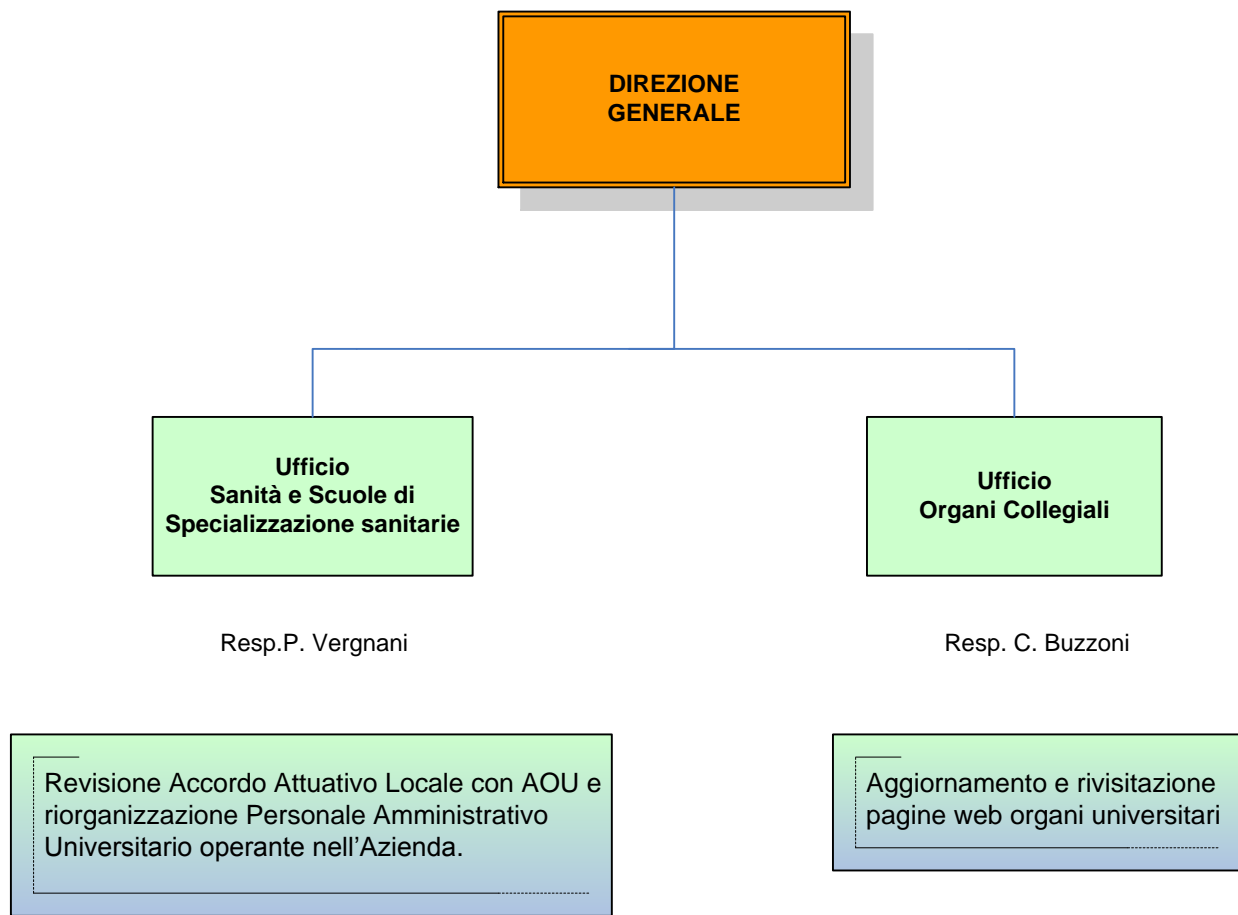 DIREZIONE
GENERALE
Ufficio
Sanità e Scuole di
Specializzazione sanitarie
Ufficio
Organi Collegiali
Resp.P. Vergnani
Resp. C. Buzzoni
Revisione Accordo Attuativo Locale con AOU e
riorganizzazione Personale Amministrativo
Universitario operante nell’Azienda.
Aggiornamento e rivisitazione
pagine web organi universitari